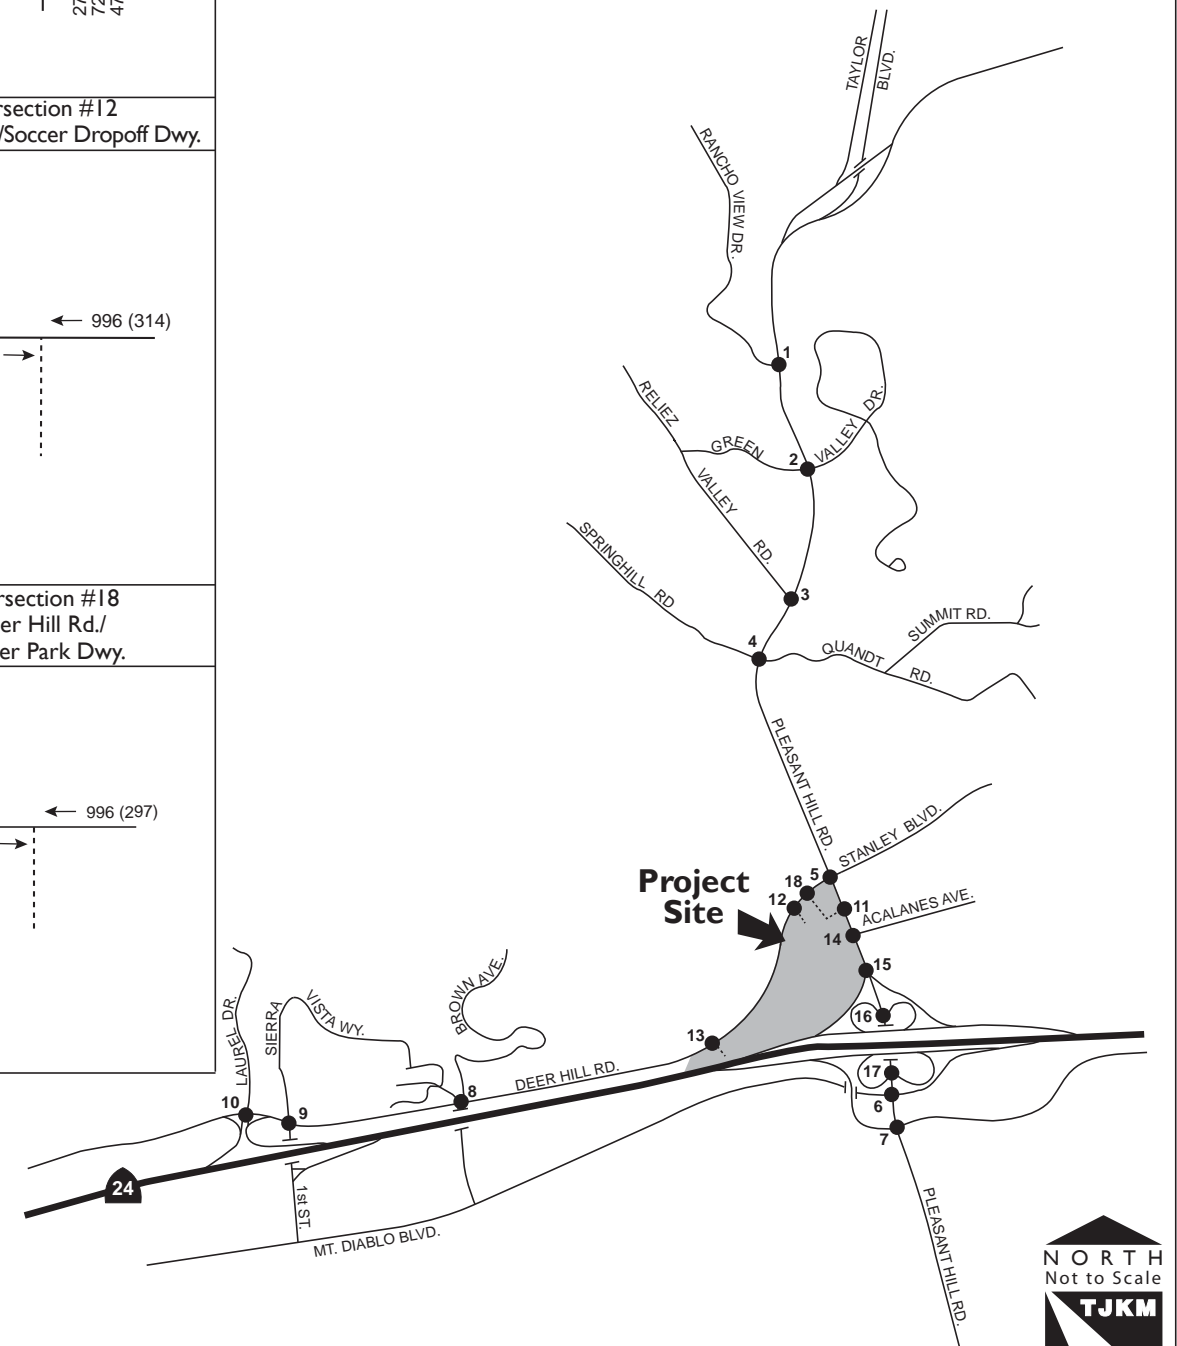 27
72
47
rsection #12
/Soccer Dropoff Dwy.
996 (314)
rsection #18
er Hill Rd./
er Park Dwy.
996 (297)
TAYLOR
BLVD.
RANCHO VIEW DR.
1
RELIEZ
GREEN
2
VALLEY
DR.
VALLEY
RD.
SPRINGHILL RD
3
4
SUMMIT RD.
QUANDT
RD.
PLEASANT HILL RD.
STANLEY BLVD.
Project
Site
5
18
12
11
ACALANES AVE.
14
15
16
13
17
6
7
LAUREL DR.
SIERRA
VISTA WY.
BROWN AVE.
DEER HILL RD.
8
10
9
24
1st ST.
MT. DIABLO BLVD.
PLEASANT HILL RD.
NORTH
Not to Scale
TJKM